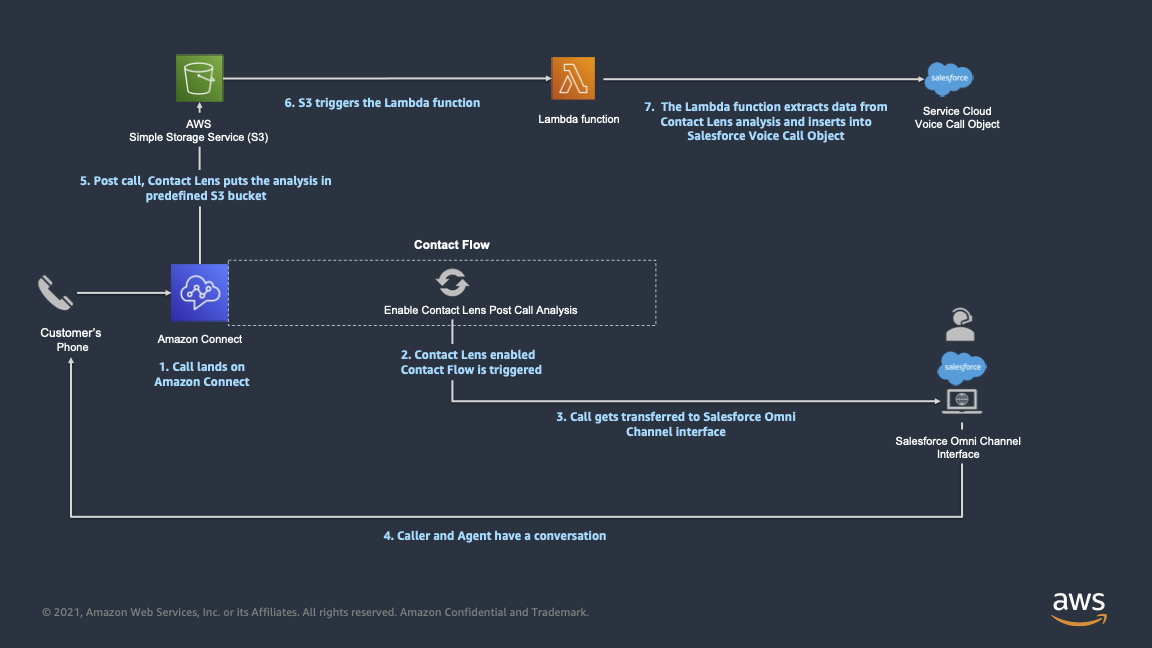 salesforce
6. S3 triggers the Lambda function
7. The Lambda function extracts data from
Contact Lens analysis and inserts into
Salesforce Voice Call Object
Lambda function
Service Cloud
Voice Call Object
AWS
Simple Storage Service (S3)
5. Post call, Contact Lens puts the analysis in
predefined S3 bucket
Contact Flow
Enable Contact Lens Post Call Analysis
Customer's
Phone
Amazon Connect
1. Call lands on
Amazon Connect
2. Contact Lens enabled
Contact Flow is triggered
salesforce
3. Call gets transferred to Salesforce Omni
Channel interface
Salesforce Omni Channel
Interface
4. Caller and Agent have a conversation
© 2021, Amazon Web Services, Inc. or its Affiliates. All rights reserved. Amazon Confidential and Trademark.
aws